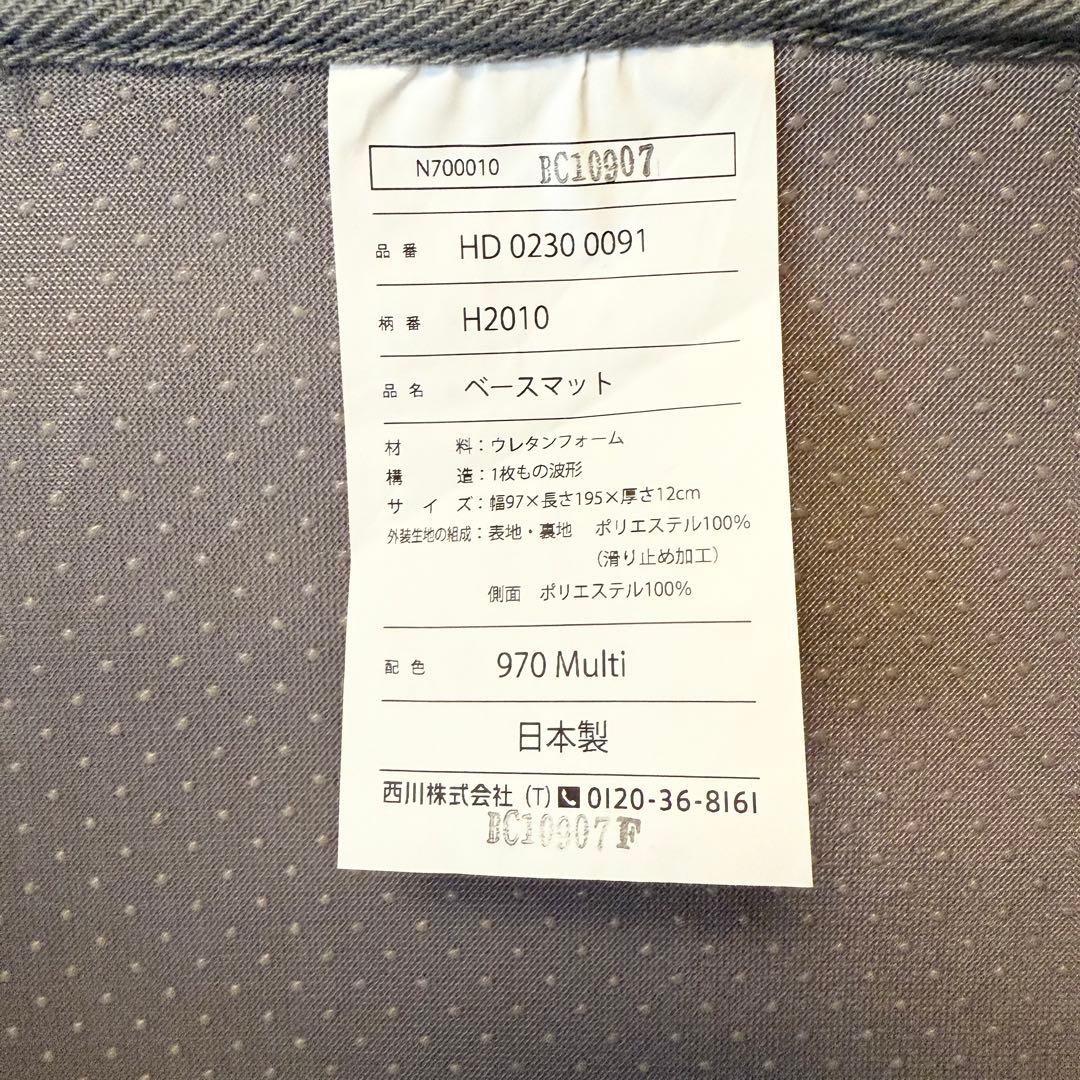 N700010 BC10907
品番 HD 0230 0091
柄番 H2010
品名 ベースマット
材料：ウレタンフォーム
構造：1枚もの波形
サイズ：幅97×長さ195×厚さ12cm
外装生地の組成：表地・裏地 ポリエステル100%
（滑り止め加工）
側面 ポリエステル100%
配色 970 Multi
日本製
西川株式会社 (T) 0120-36-8161
BC10907F